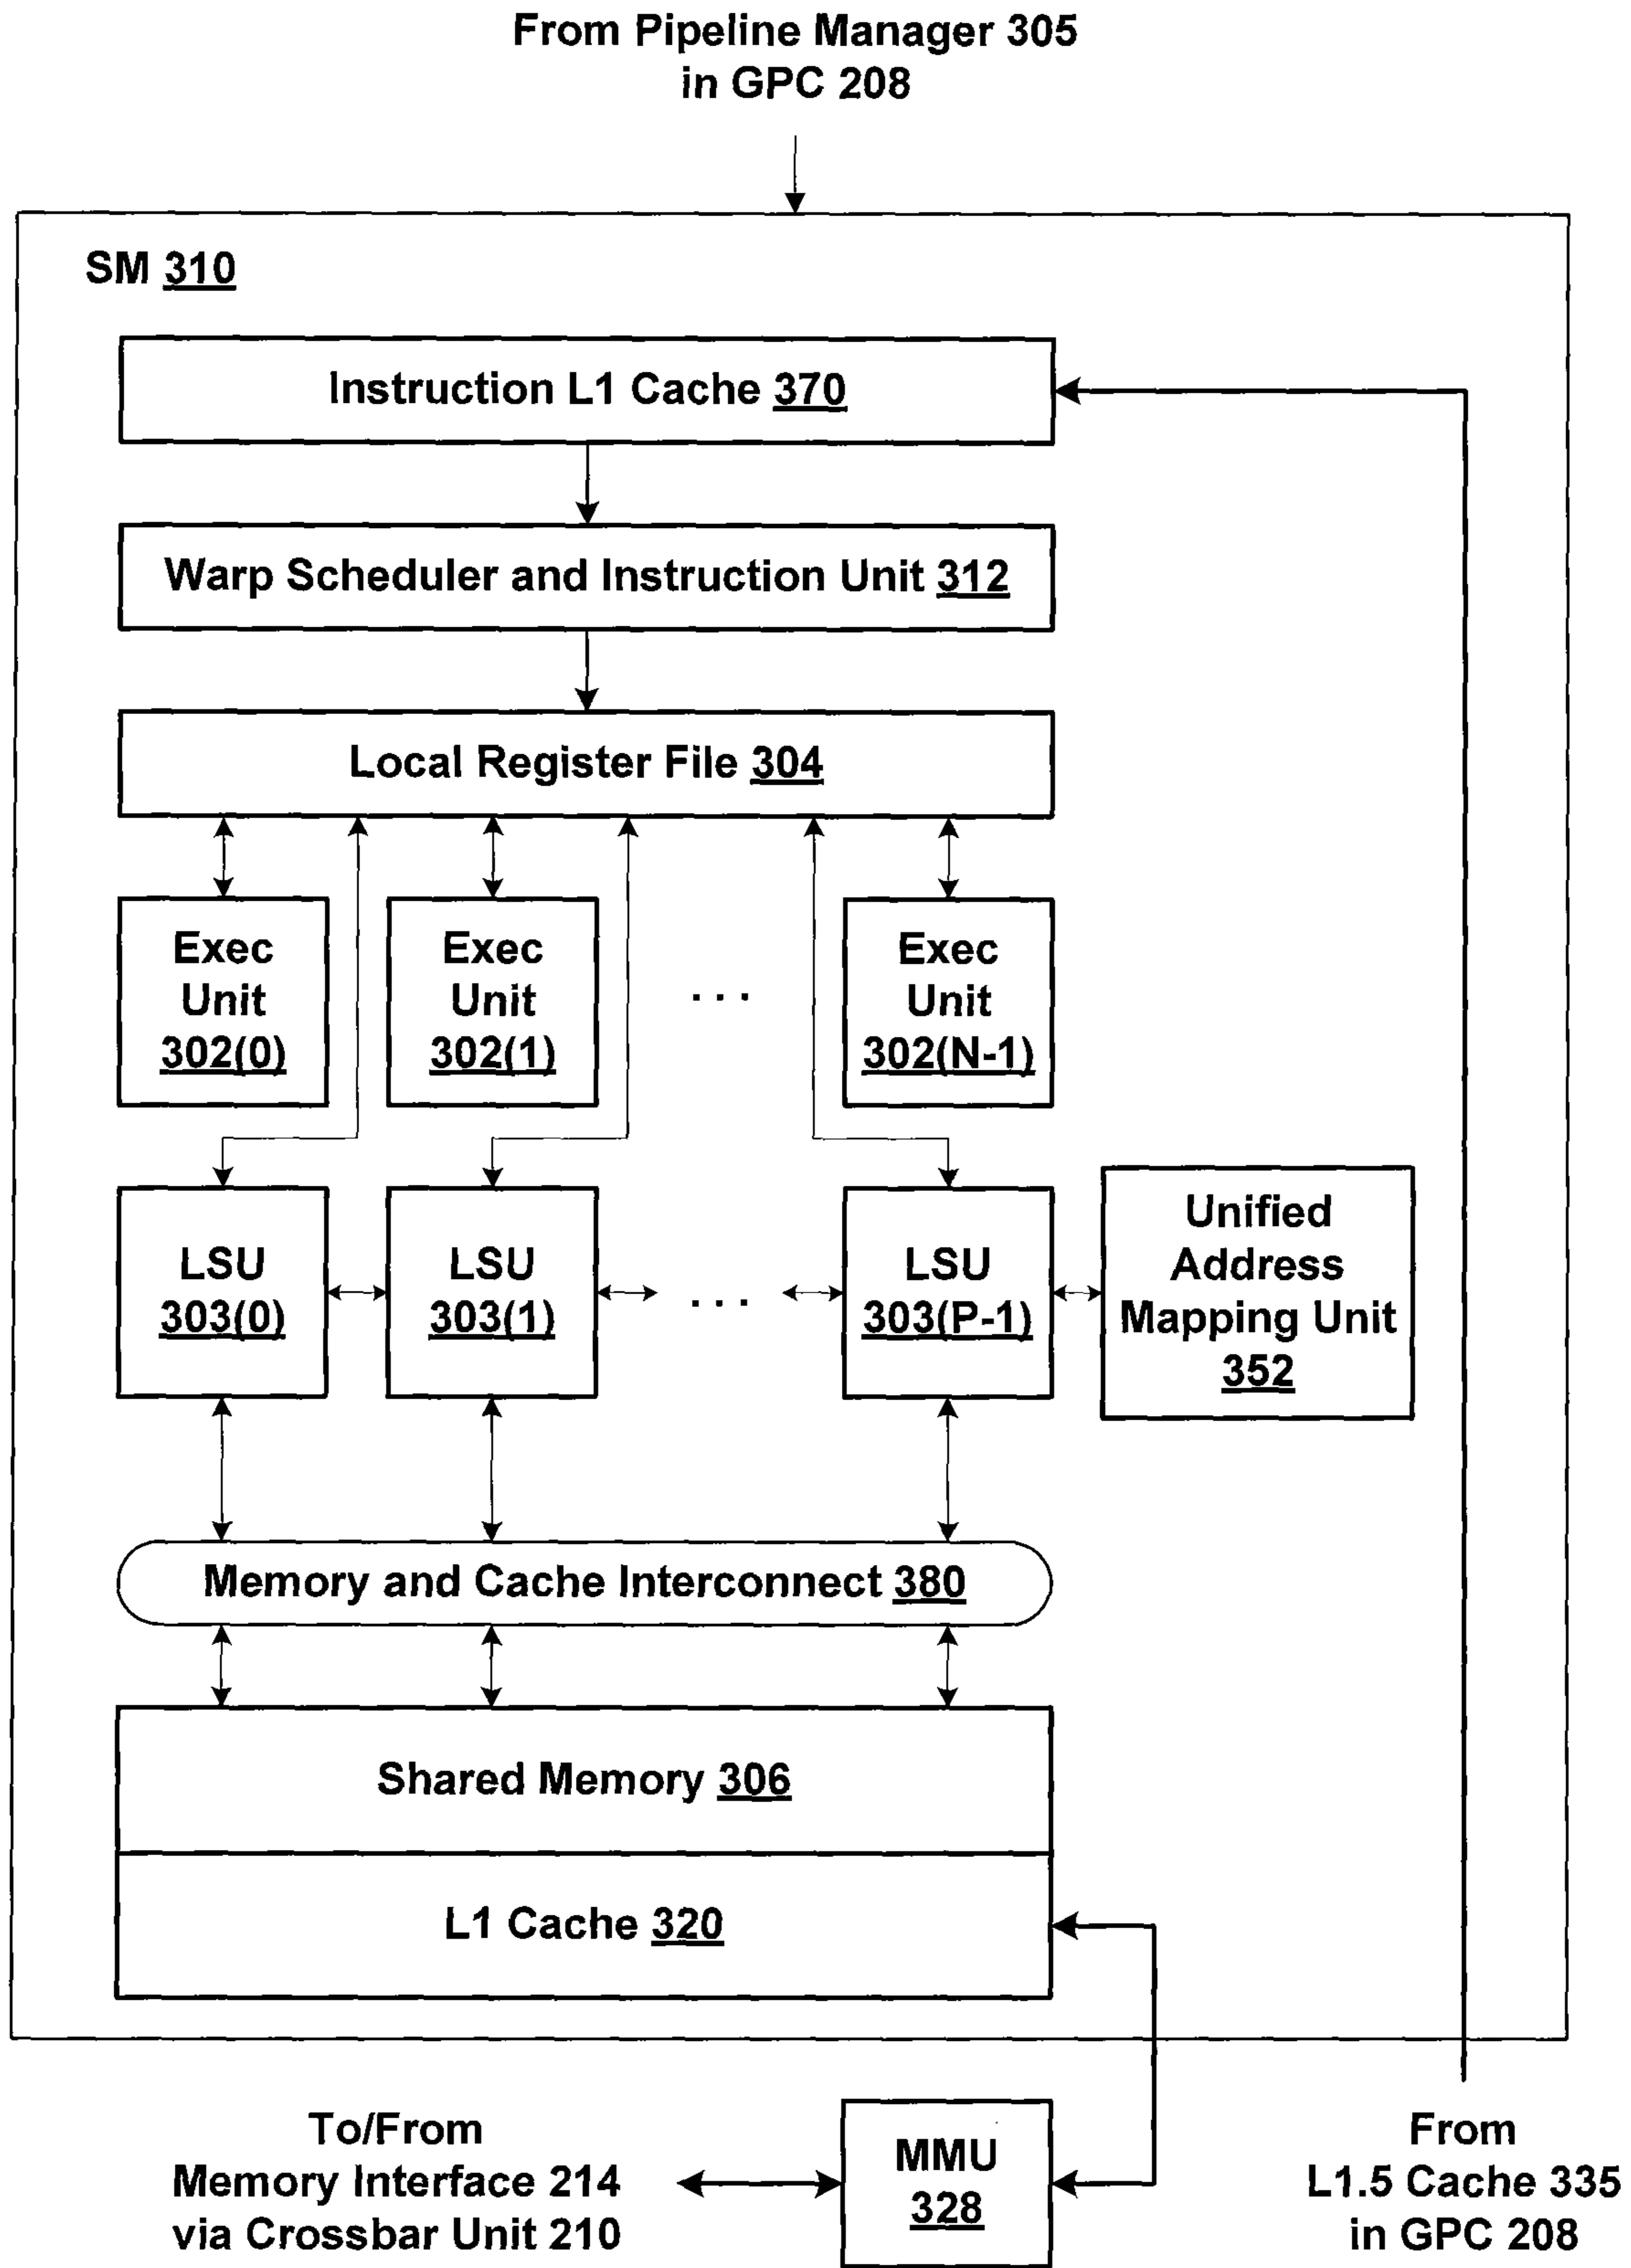 From Pipeline Manager 305
in GPC 208
SM 310
Instruction L1 Cache 370
Warp Scheduler and Instruction Unit 312
Local Register File 304
Exec
Unit
302(0)
Exec
Unit
302(1)
. . .
Exec
Unit
302(N-1)
LSU
303(0)
LSU
303(1)
. . .
LSU
303(P-1)
Unified
Address
Mapping Unit
352
Memory and Cache Interconnect 380
Shared Memory 306
L1 Cache 320
To/From
Memory Interface 214
via Crossbar Unit 210
MMU
328
From
L1.5 Cache 335
in GPC 208